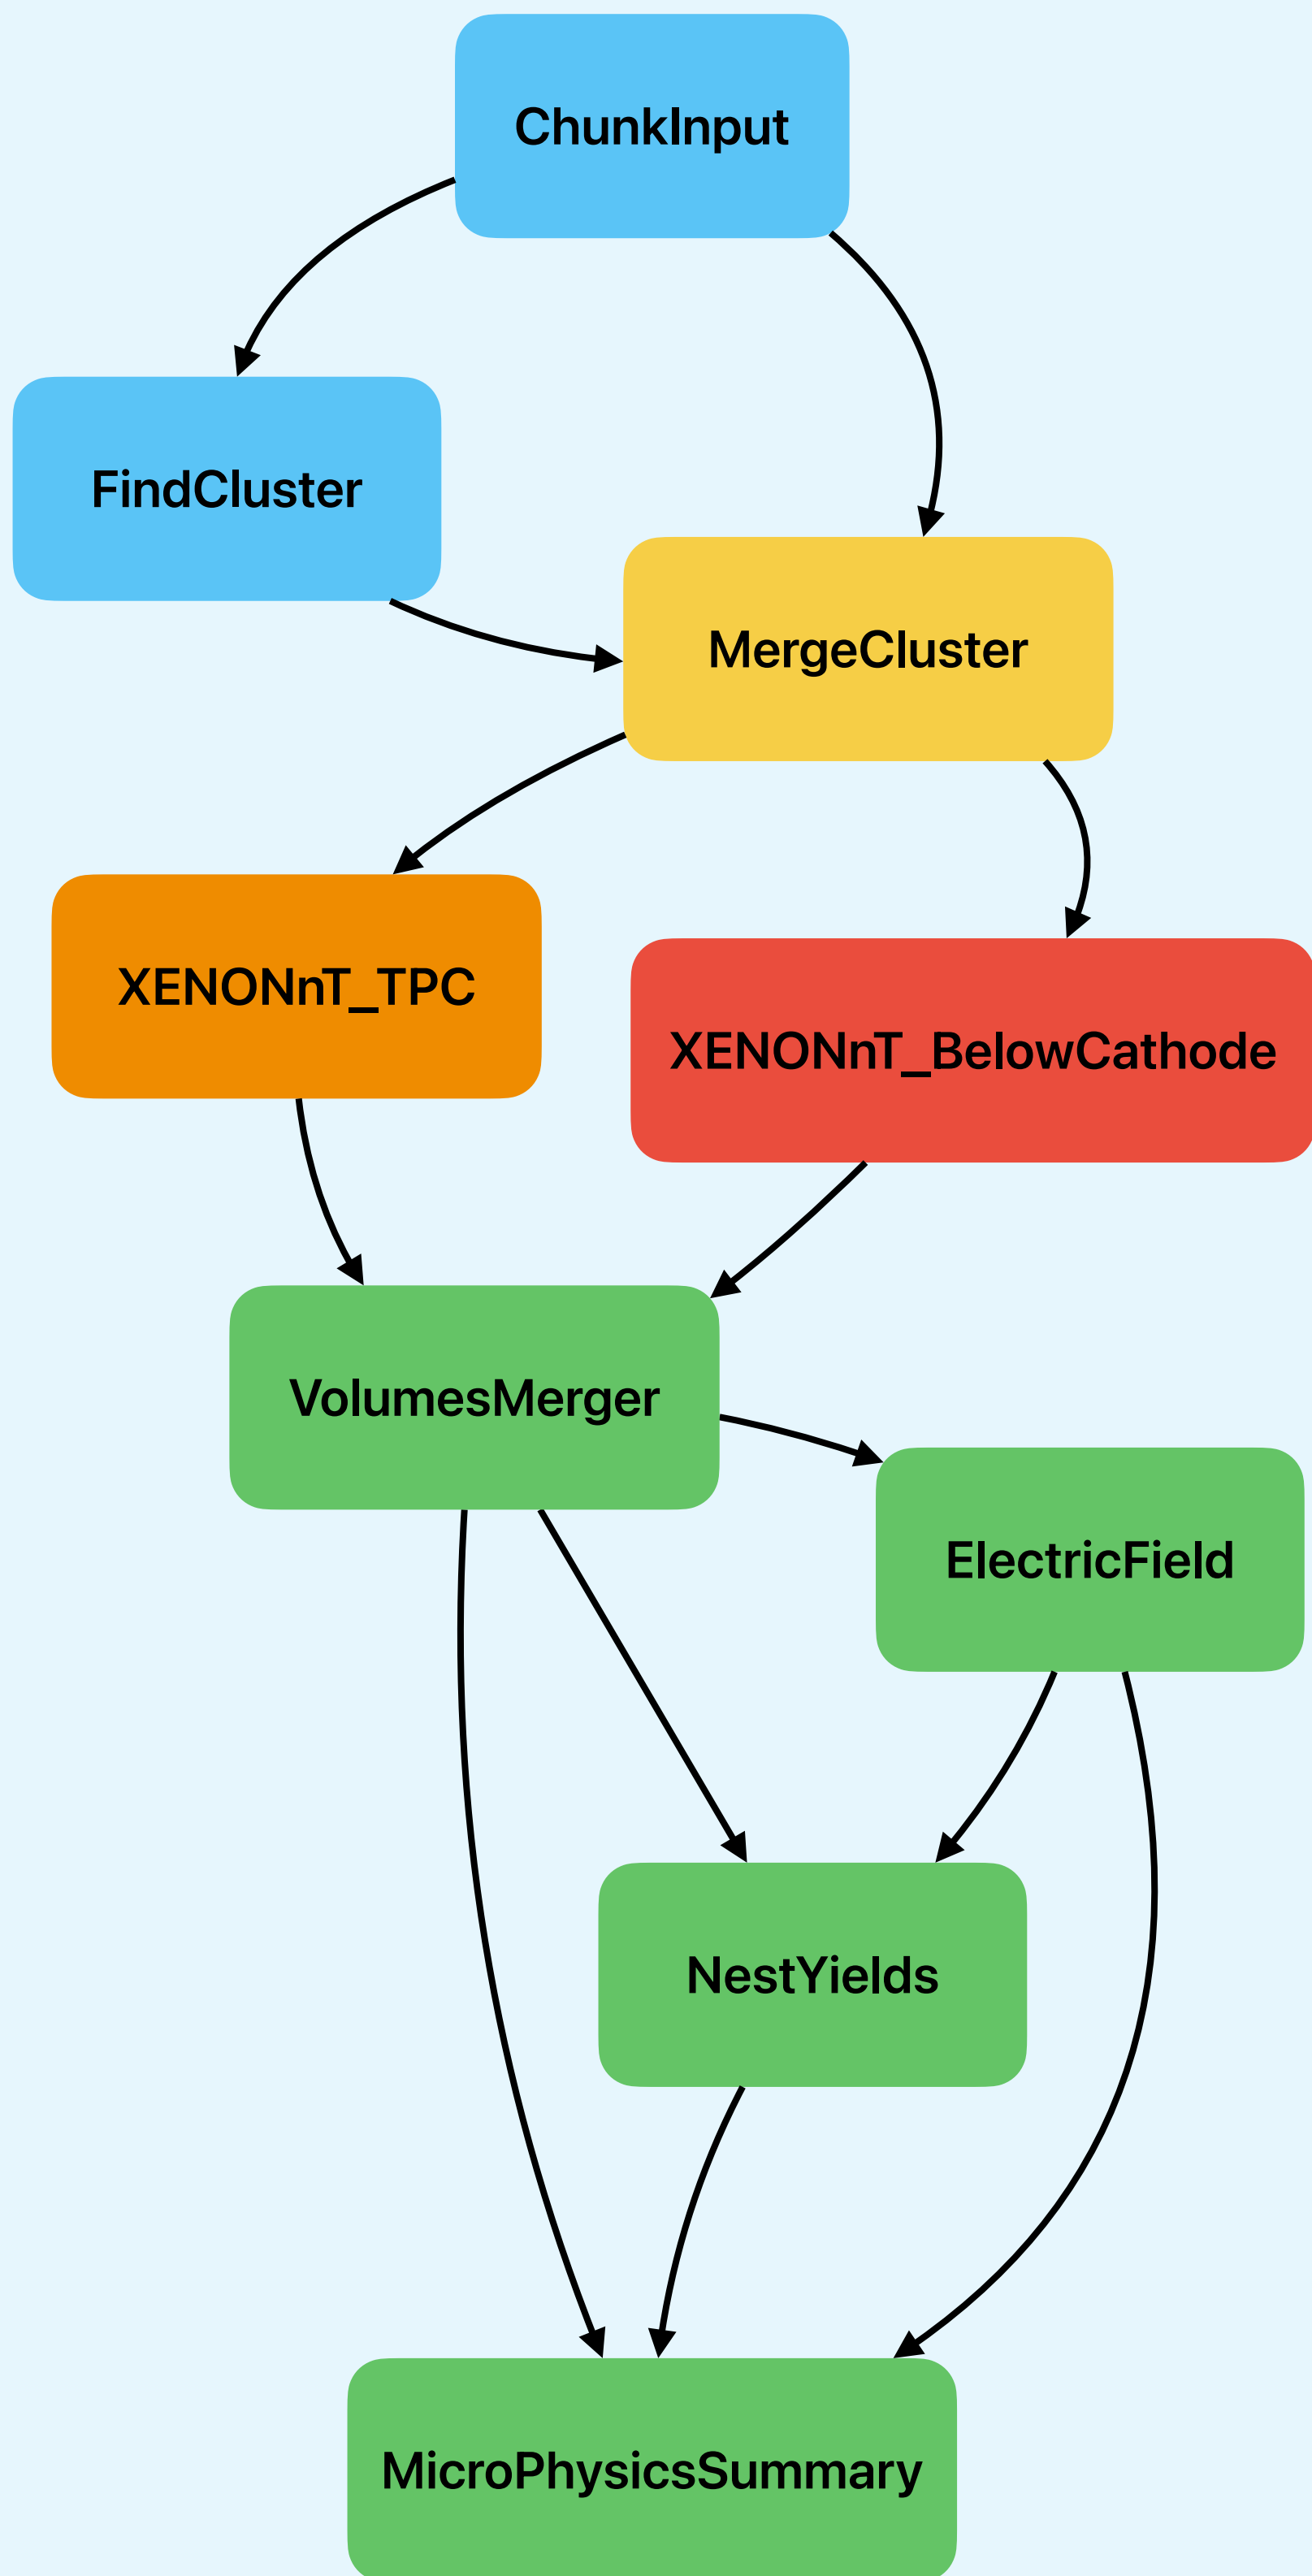 ChunkInput
FindCluster
MergeCluster
XENONnT_TPC
XENONnT_BelowCathode
VolumesMerger
ElectricField
NestYields
MicroPhysicsSummary